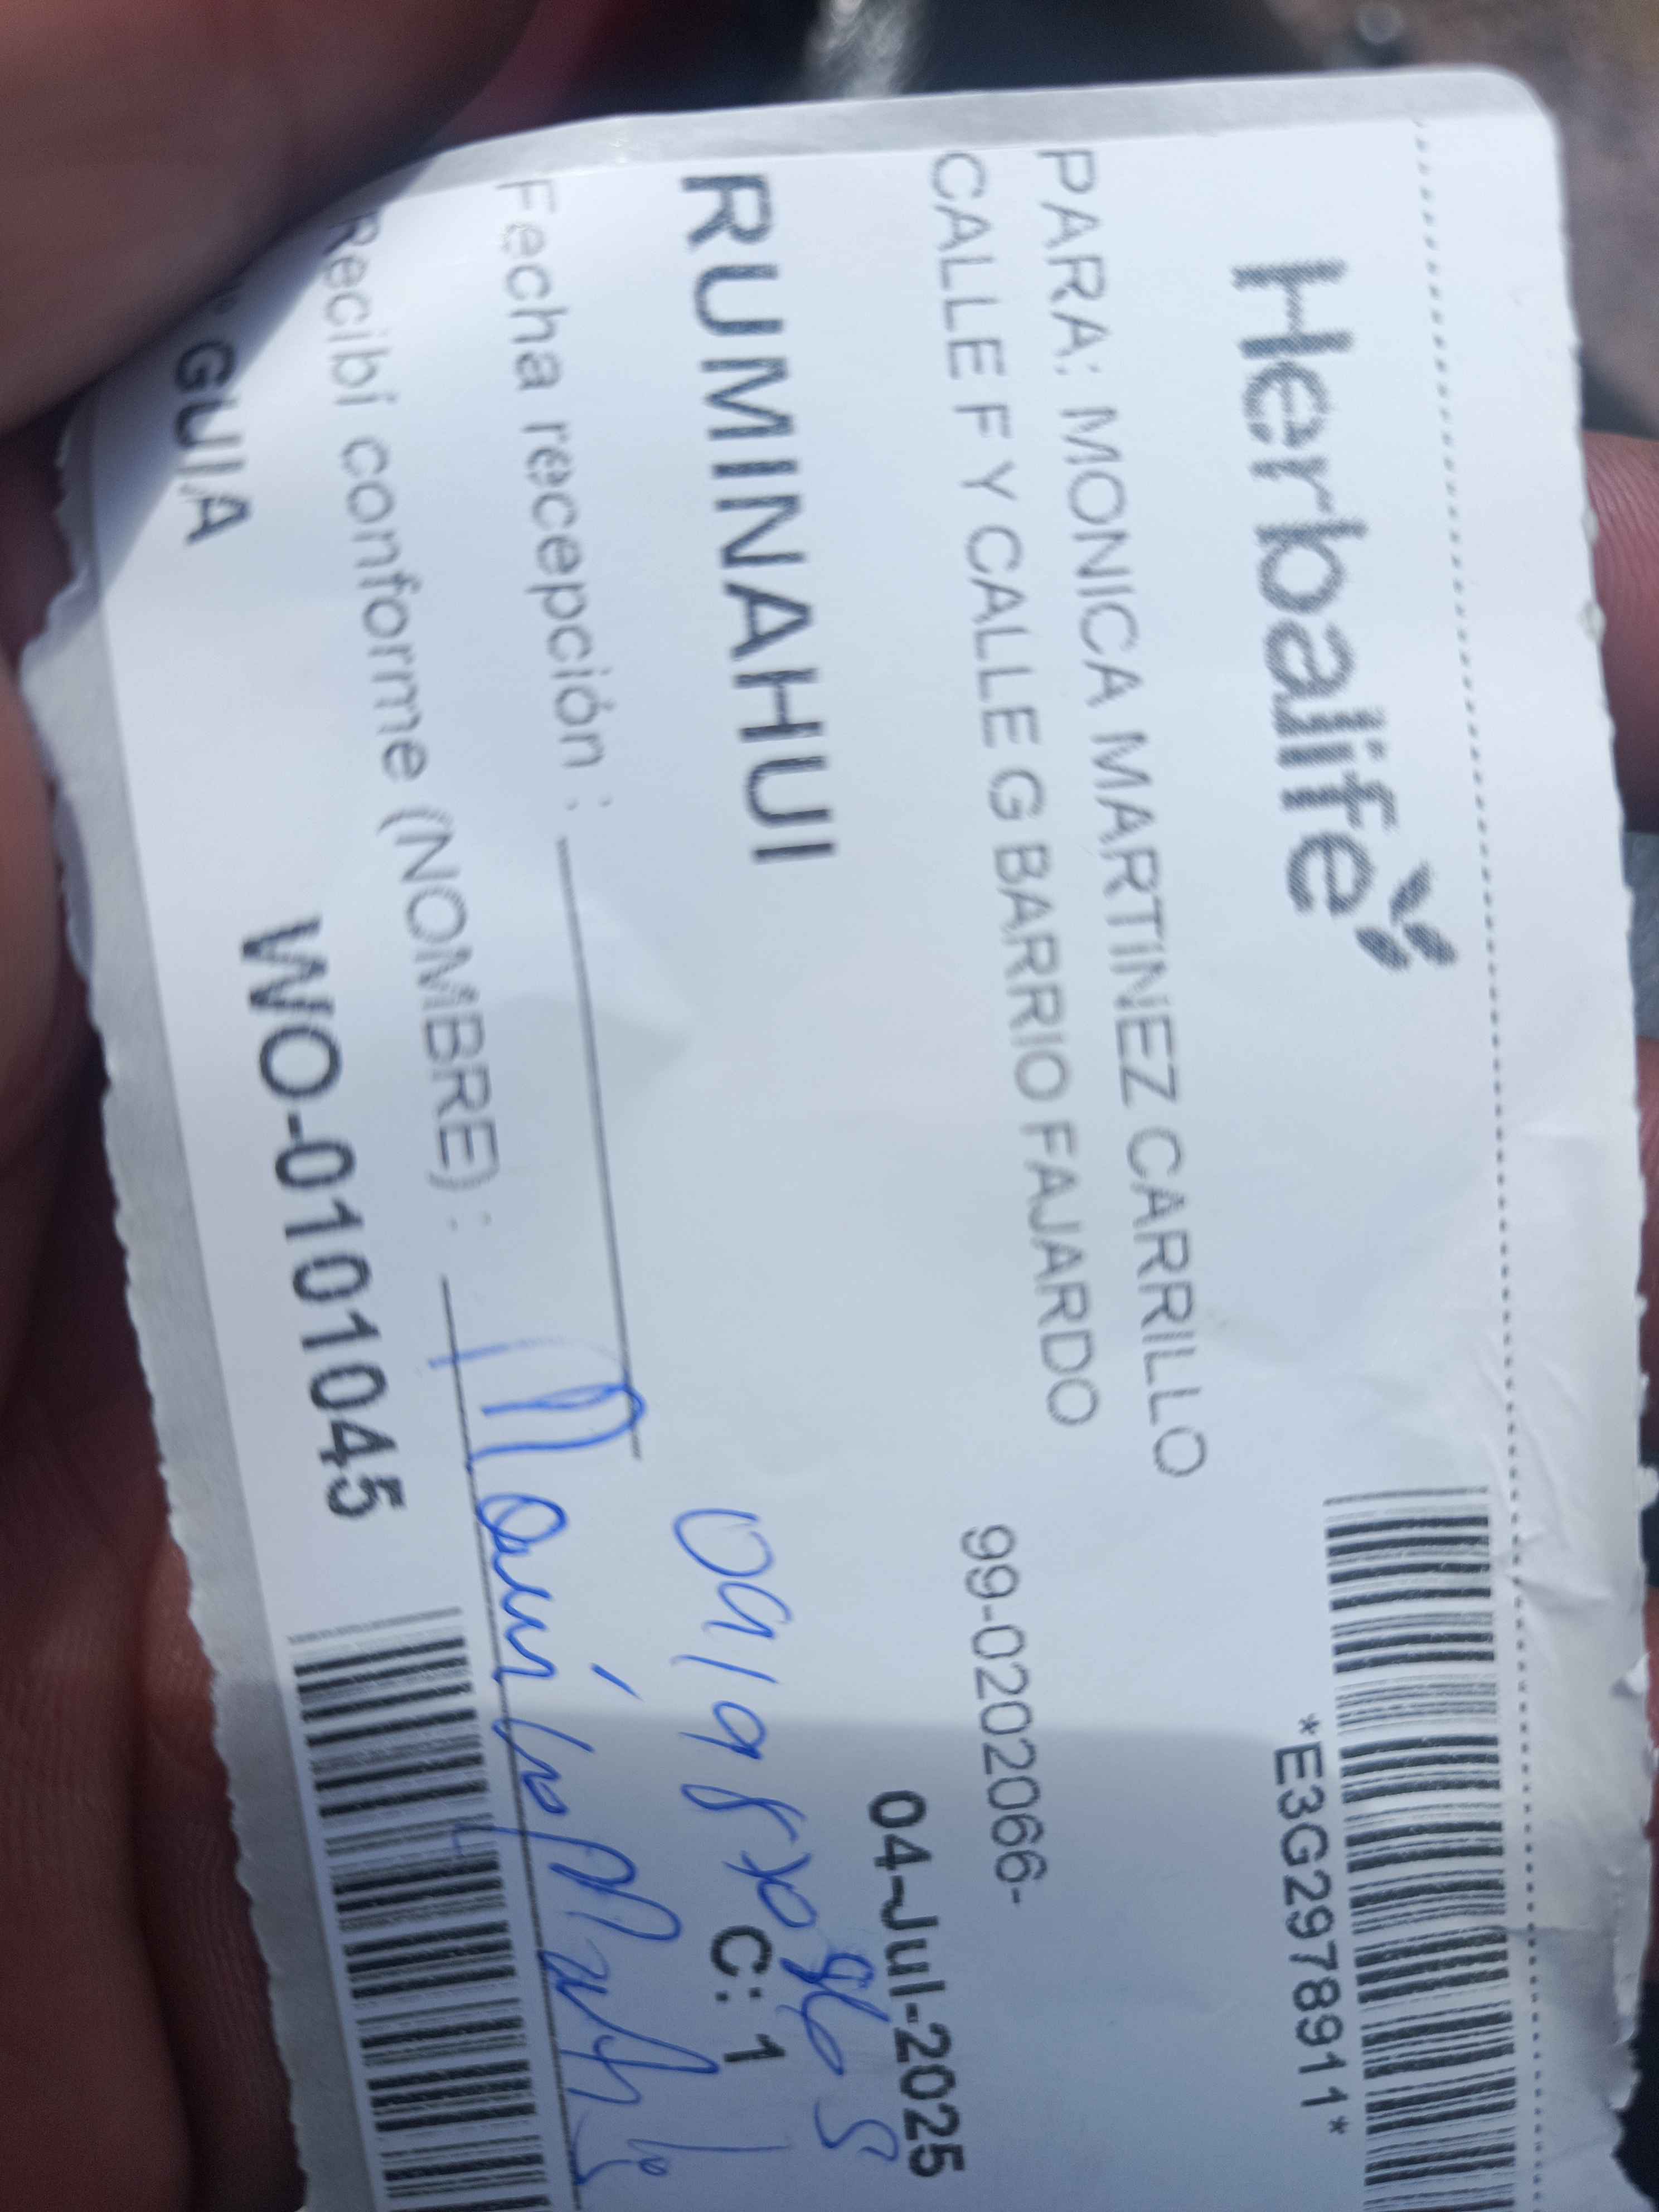 Herbalife
*E3G2978911*
PARA: MONICA MARTINEZ CARRILLO
CALLE F Y CALLE G BARRIO FAJARDO
99-0202066-
04-Jul-2025
RUMINAHUI
C: 1
Fecha recepción :
Recibí conforme (NOMBRE) :
GUIA
WO-0101045